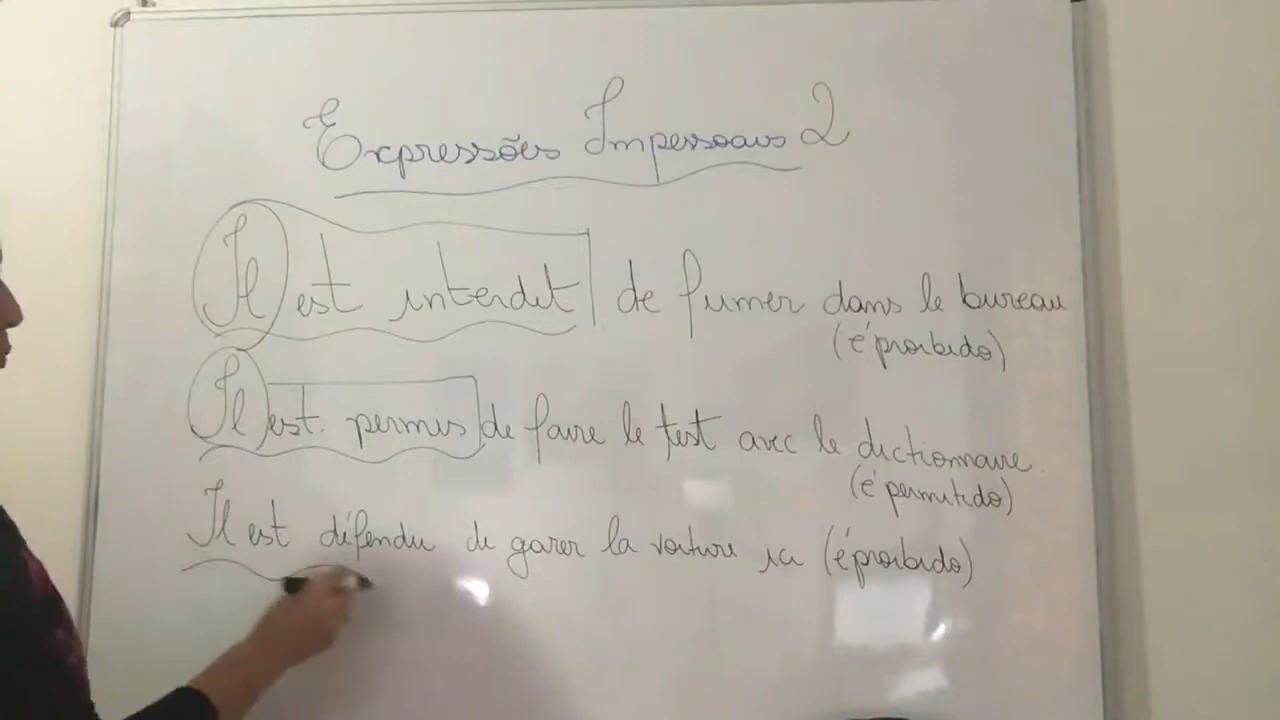 Expressões Impessoais 2
Il est interdit de fumer dans le bureau
(é proibido)
Il est permis de faire le test avec le dictionnaire.
(é permitido)
Il est défendu de garer la voiture ici (é proibido)